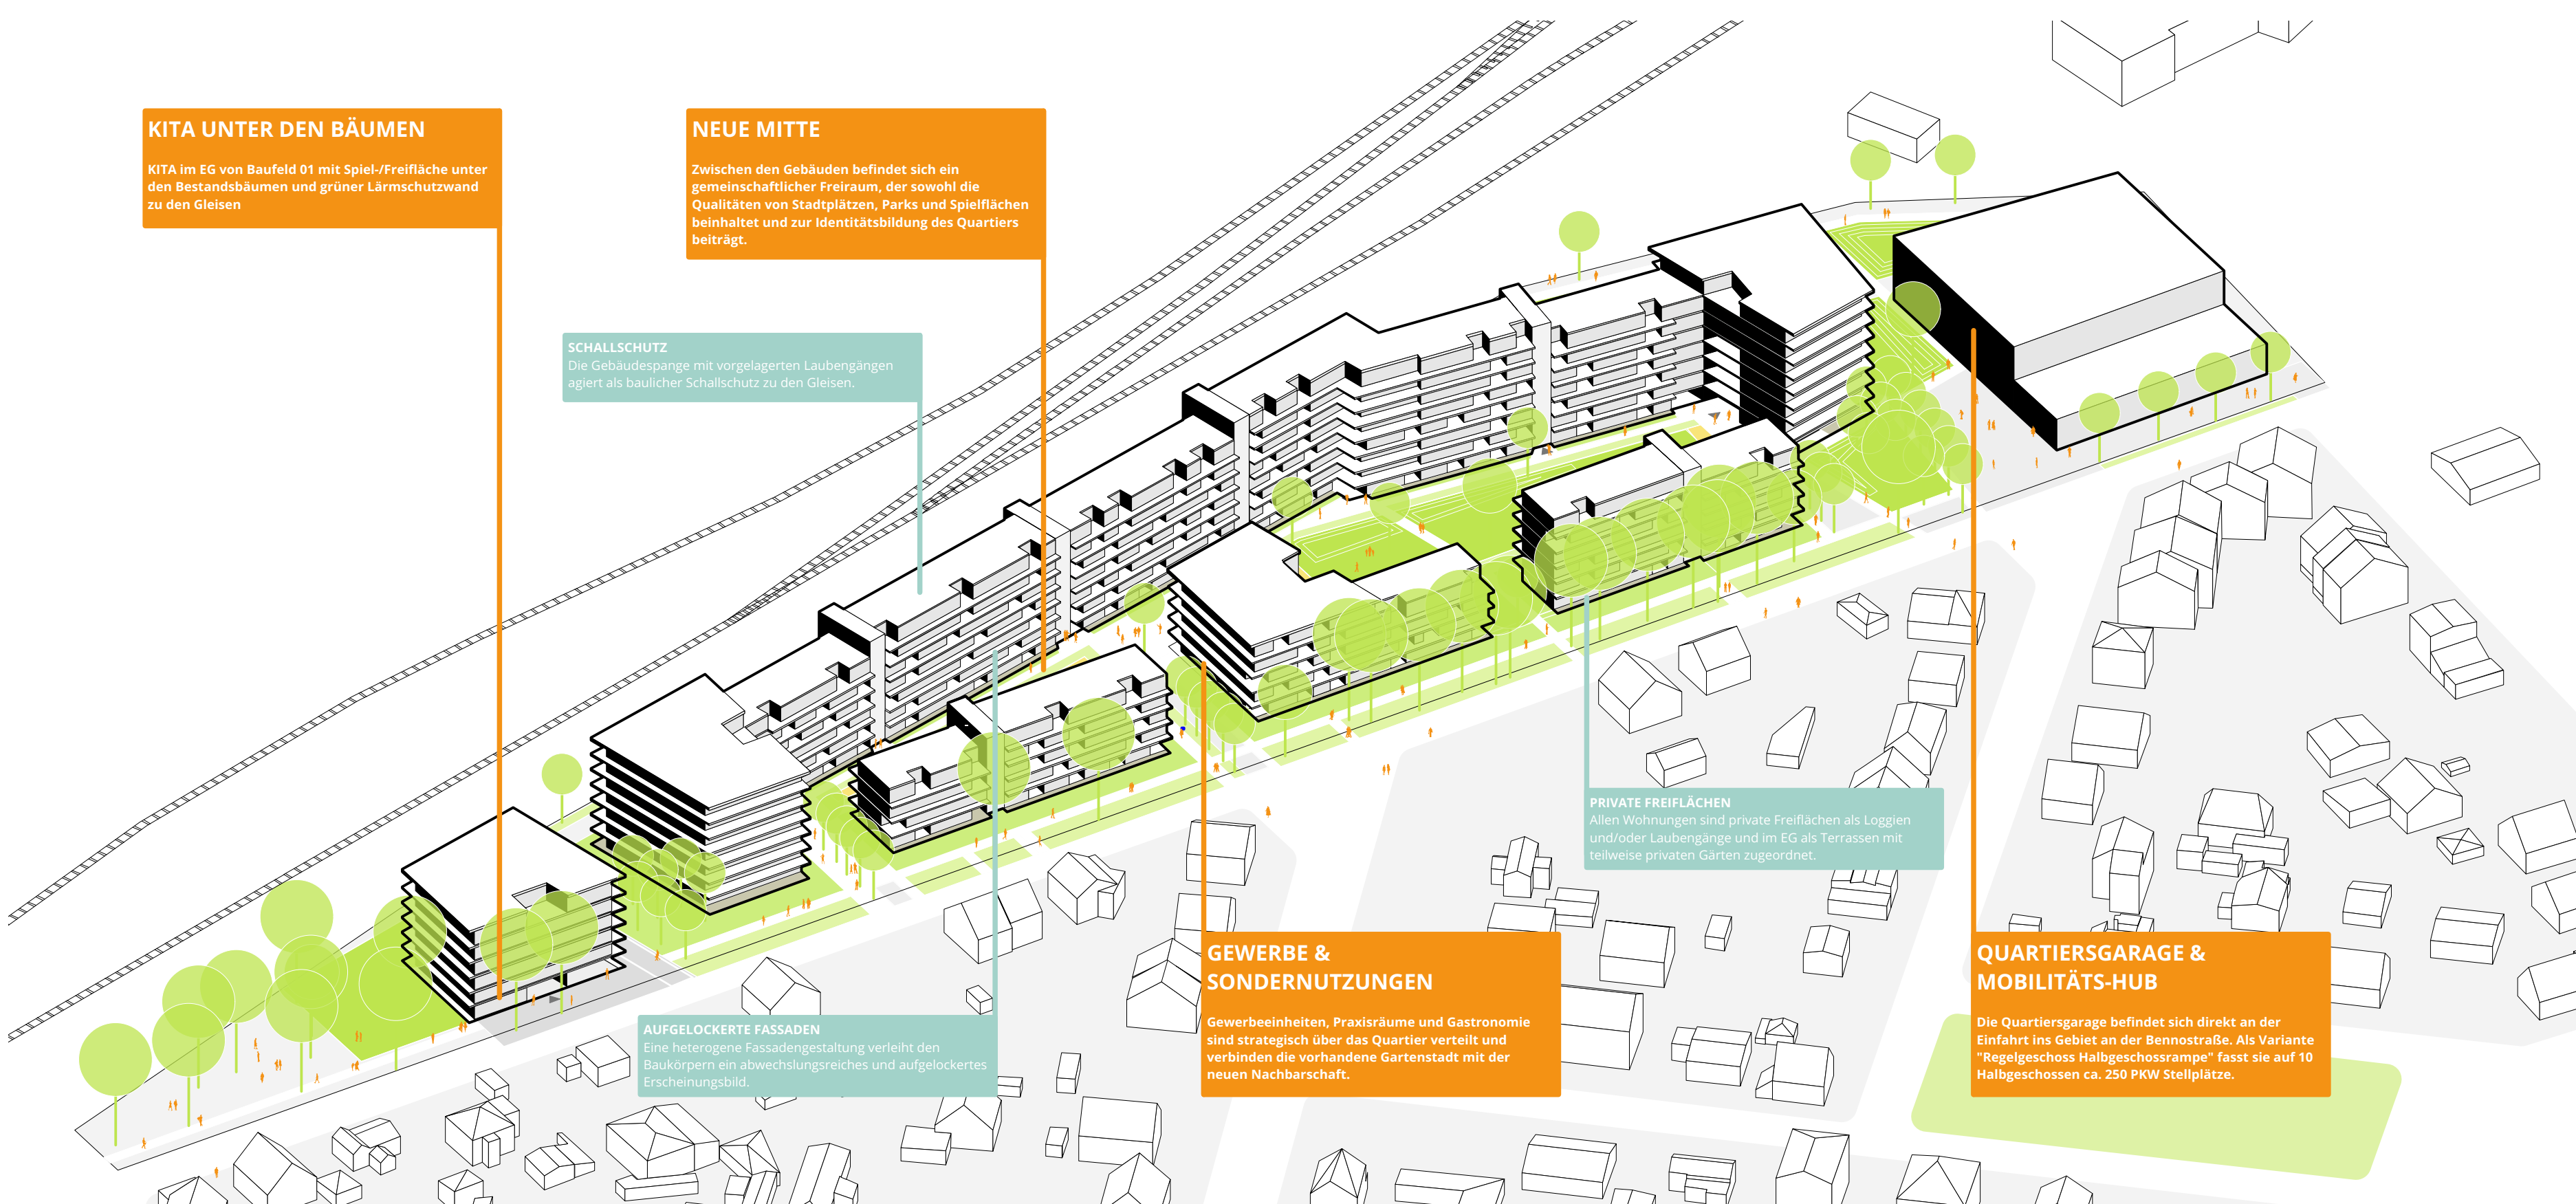 KITA UNTER DEN BÄUMEN
KITA im EG von Baufeld 01 mit Spiel-/Freifläche unter
den Bestandsbäumen und grüner Lärmschutzwand
zu den Gleisen
NEUE MITTE
Zwischen den Gebäuden befindet sich ein
gemeinschaftlicher Freiraum, der sowohl die
Qualitäten von Stadtplätzen, Parks und Spielflächen
beinhaltet und zur Identitätsbildung des Quartiers
beiträgt.
SCHALLSCHUTZ
Die Gebäudespange mit vorgelagerten Laubengängen
agiert als baulicher Schallschutz zu den Gleisen.
PRIVATE FREIFLÄCHEN
Allen Wohnungen sind private Freiflächen als Loggien
und/oder Laubengänge und im EG als Terrassen mit
teilweise privaten Gärten zugeordnet.
AUFGELOCKERTE FASSADEN
Eine heterogene Fassadengestaltung verleiht den
Baukörpern ein abwechslungsreiches und aufgelockertes
Erscheinungsbild.
GEWERBE &
SONDERNUTZUNGEN
Gewerbeeinheiten, Praxisräume und Gastronomie
sind strategisch über das Quartier verteilt und
verbinden die vorhandene Gartenstadt mit der
neuen Nachbarschaft.
QUARTIERSGARAGE &
MOBILITÄTS-HUB
Die Quartiersgarage befindet sich direkt an der
Einfahrt ins Gebiet an der Bennostraße. Als Variante
"Regelgeschoss Halbgeschossrampe" fasst sie auf 10
Halbgeschossen ca. 250 PKW Stellplätze.